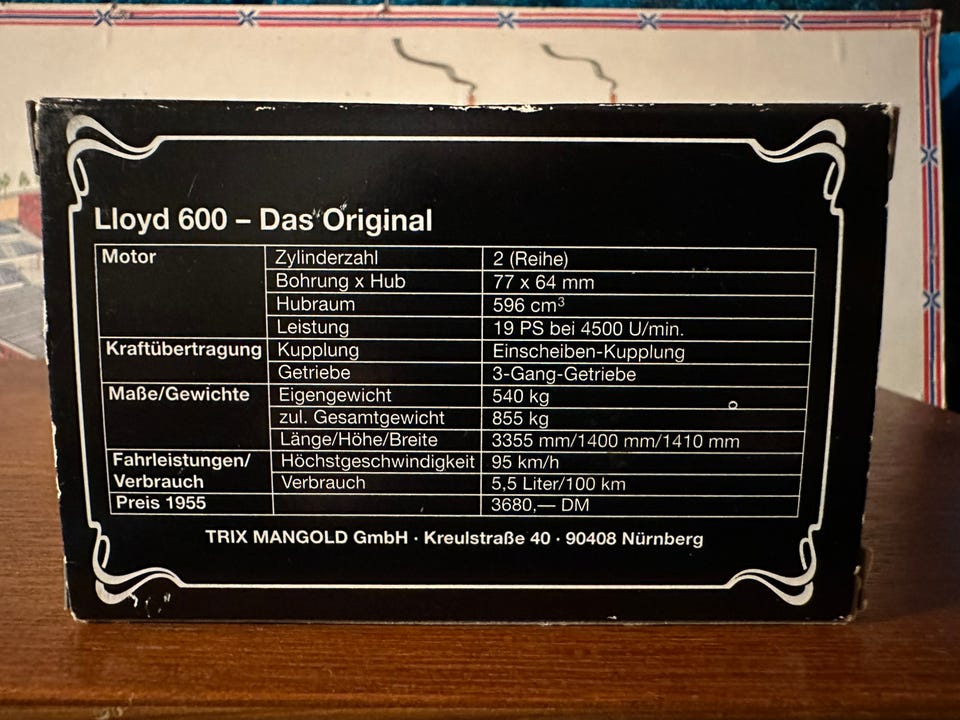 Lloyd 600 – Das Original
Motor Zylinderzahl 2 (Reihe)
Bohrung x Hub 77 x 64 mm
Hubraum 596 cm³
Leistung 19 PS bei 4500 U/min.
Kraftübertragung Kupplung Einscheiben-Kupplung
Getriebe 3-Gang-Getriebe
Maße/Gewichte Eigengewicht 540 kg
zul. Gesamtgewicht 855 kg
Länge/Höhe/Breite 3355 mm/1400 mm/1410 mm
Fahrleistungen/ Höchstgeschwindigkeit 95 km/h
Verbrauch Verbrauch 5,5 Liter/100 km
Preis 1955 3680,— DM
TRIX MANGOLD GmbH · Kreulstraße 40 · 90408 Nürnberg